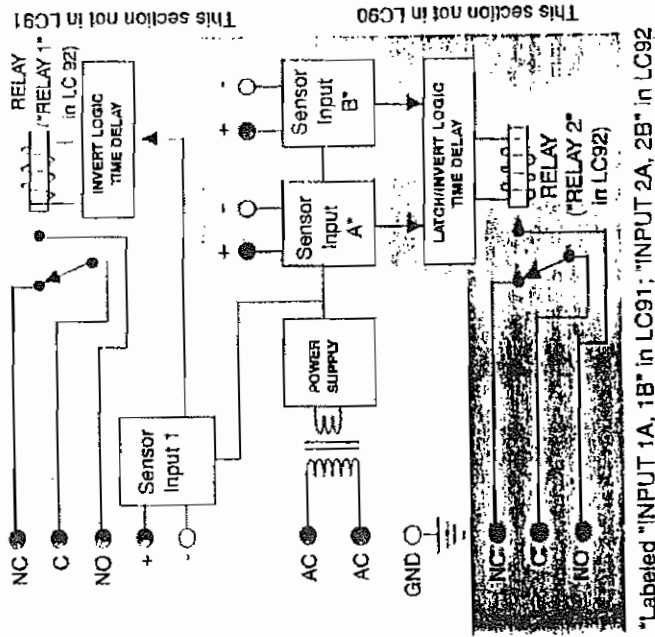 This section not in LC91
This section not in LC90
NC
C
NO
+
-
RELAY
("RELAY 1"
in LC 92)
INVERT LOGIC
TIME DELAY
Sensor
Input 1
AC
AC
GND
POWER
SUPPLY
+
-
Sensor
Input
A*
+
-
Sensor
Input
B*
LATCH/INVERT LOGIC
TIME DELAY
NC
C
NO
RELAY
("RELAY 2"
in LC92)
*Labeled "INPUT 1A, 1B" in LC91; "INPUT 2A, 2B" in LC92